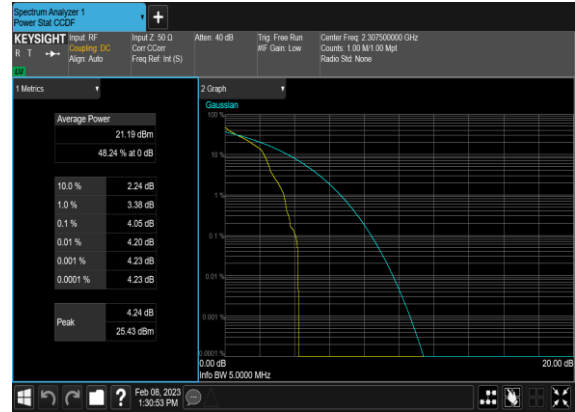 Spectrum Analyzer 1
Power Stat CCDF
KEYSIGHT
R T
LXI
Input: RF
Coupling: DC
Align: Auto
Input Z: 50 Ω
Corr CCorr
Freq Ref: Int (S)
Atten: 40 dB
Trig: Free Run
#IF Gain: Low
Center Freq: 2.307500000 GHz
Counts: 1.00 M/1.00 Mpt
Radio Std: None
1 Metrics
Average Power
21.19 dBm
48.24 % at 0 dB
10.0 % 2.24 dB
1.0 % 3.38 dB
0.1 % 4.05 dB
0.01 % 4.20 dB
0.001 % 4.23 dB
0.0001 % 4.23 dB
Peak
4.24 dB
25.43 dBm
2 Graph
Gaussian
100 %
10 %
1 %
0.1 %
0.01 %
0.001 %
0.0001 %
0.00 dB 20.00 dB
Info BW 5.0000 MHz
Feb 08, 2023
1:30:53 PM